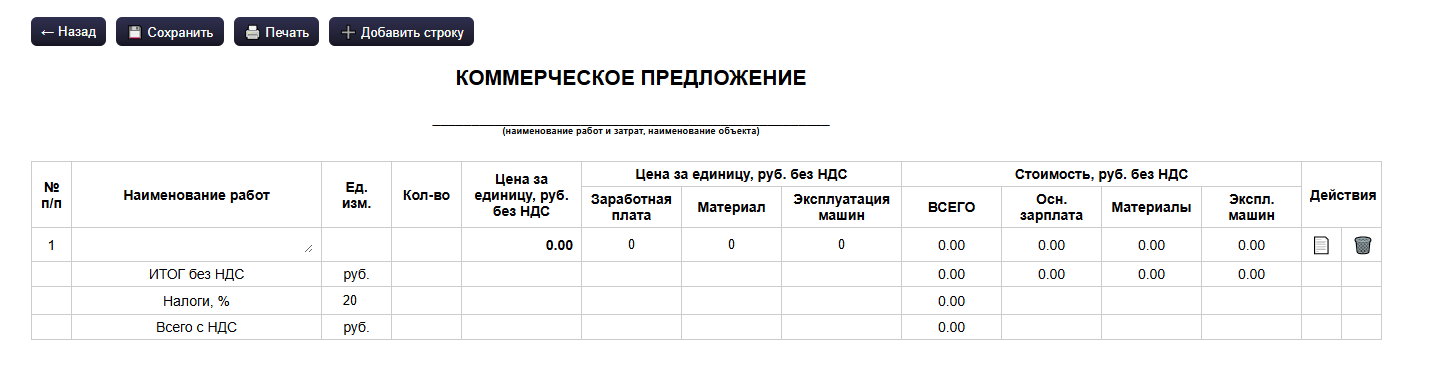 ← Назад Сохранить Печать Добавить строку
КОММЕРЧЕСКОЕ ПРЕДЛОЖЕНИЕ
(наименование работ и затрат, наименование объекта)
№ п/п Наименование работ Ед. изм. Кол-во Цена за единицу, руб. без НДС Цена за единицу, руб. без НДС Стоимость, руб. без НДС Действия
Заработная плата Материал Эксплуатация машин ВСЕГО Осн. зарплата Материалы Экспл. машин
1 0.00 0 0 0 0.00 0.00 0.00 0.00
ИТОГ без НДС руб. 0.00 0.00 0.00 0.00
Налоги, % 20 0.00
Всего с НДС руб. 0.00